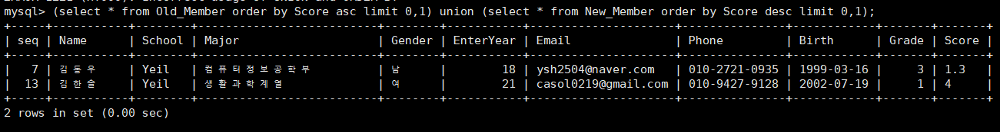 mysql> (select * from Old_Member order by Score asc limit 0,1) union (select * from New_Member order by Score desc limit 0,1);
+-----+-----------+--------+--------------------------+--------+-----------+--------------------+---------------+------------+-------+-------+
| seq | Name | School | Major | Gender | EnterYear | Email | Phone | Birth | Grade | Score |
+-----+-----------+--------+--------------------------+--------+-----------+--------------------+---------------+------------+-------+-------+
| 7 | 김동우 | Yeil | 컴퓨터정보공학부 | 남 | 18 | ysh2504@naver.com | 010-2721-0935 | 1999-03-16 | 3 | 1.3 |
| 13 | 김한솔 | Yeil | 생활과학계열 | 여 | 21 | casol0219@gmail.com | 010-9427-9128 | 2002-07-19 | 1 | 4 |
+-----+-----------+--------+--------------------------+--------+-----------+--------------------+---------------+------------+-------+-------+
2 rows in set (0.00 sec)